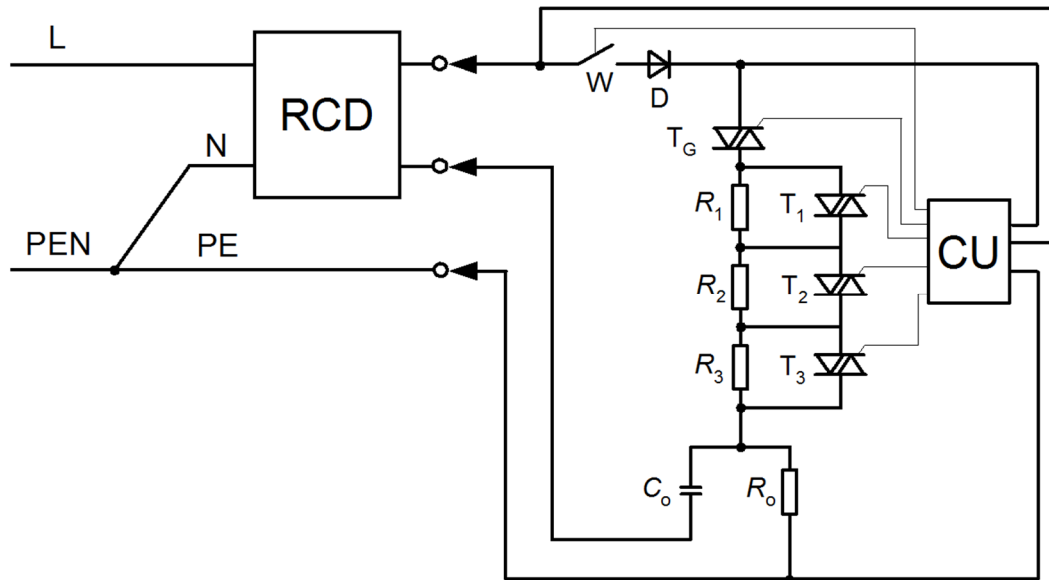 L
RCD
N
PEN
PE
W
D
T_G
R_1
T_1
R_2
T_2
R_3
T_3
CU
C_o
R_o